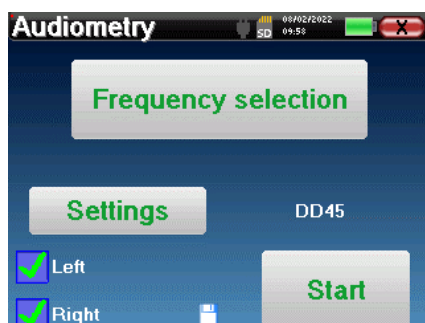 Audiometry
SD
08/02/2022
09:58
X
Frequency selection
Settings
DD45
Left
Start
Right